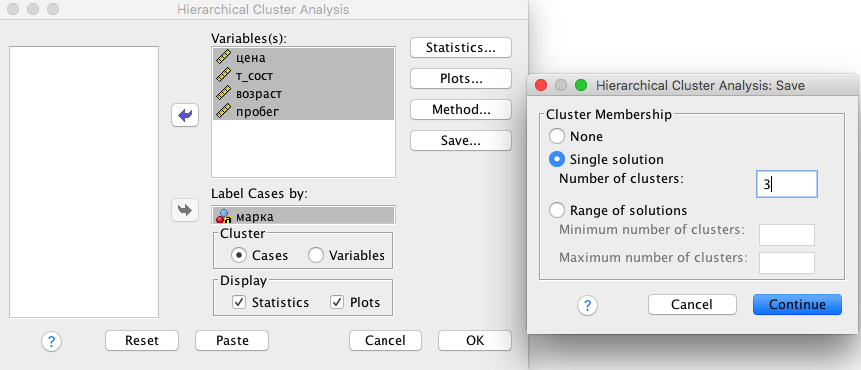 Hierarchical Cluster Analysis
Variables(s):
цена
т_сост
возраст
пробег
Statistics...
Plots...
Method...
Save...
Label Cases by:
марка
Cluster
Cases
Variables
Display
Statistics
Plots
?
Reset
Paste
Cancel
OK
Hierarchical Cluster Analysis: Save
Cluster Membership
None
Single solution
Number of clusters:
3
Range of solutions
Minimum number of clusters:
Maximum number of clusters:
?
Cancel
Continue